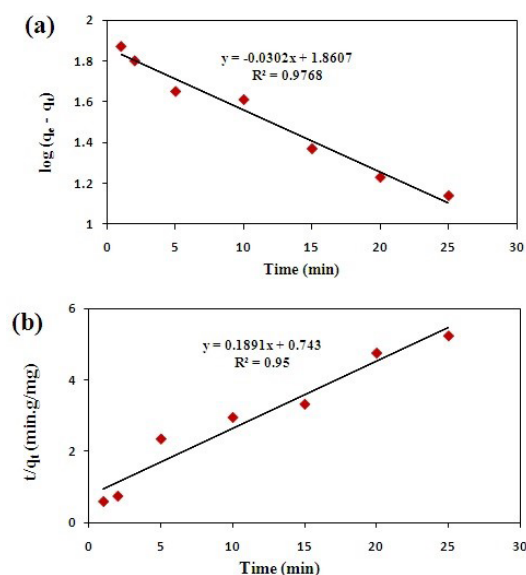 (a)
2
1.8
1.6
1.4
1.2
1
log (qₑ - qₜ)
y = -0.0302x + 1.8607
R² = 0.9768
0 5 10 15 20 25 30
Time (min)
(b)
6
4
2
0
t/qₜ (min.g/mg)
y = 0.1891x + 0.743
R² = 0.95
0 5 10 15 20 25 30
Time (min)